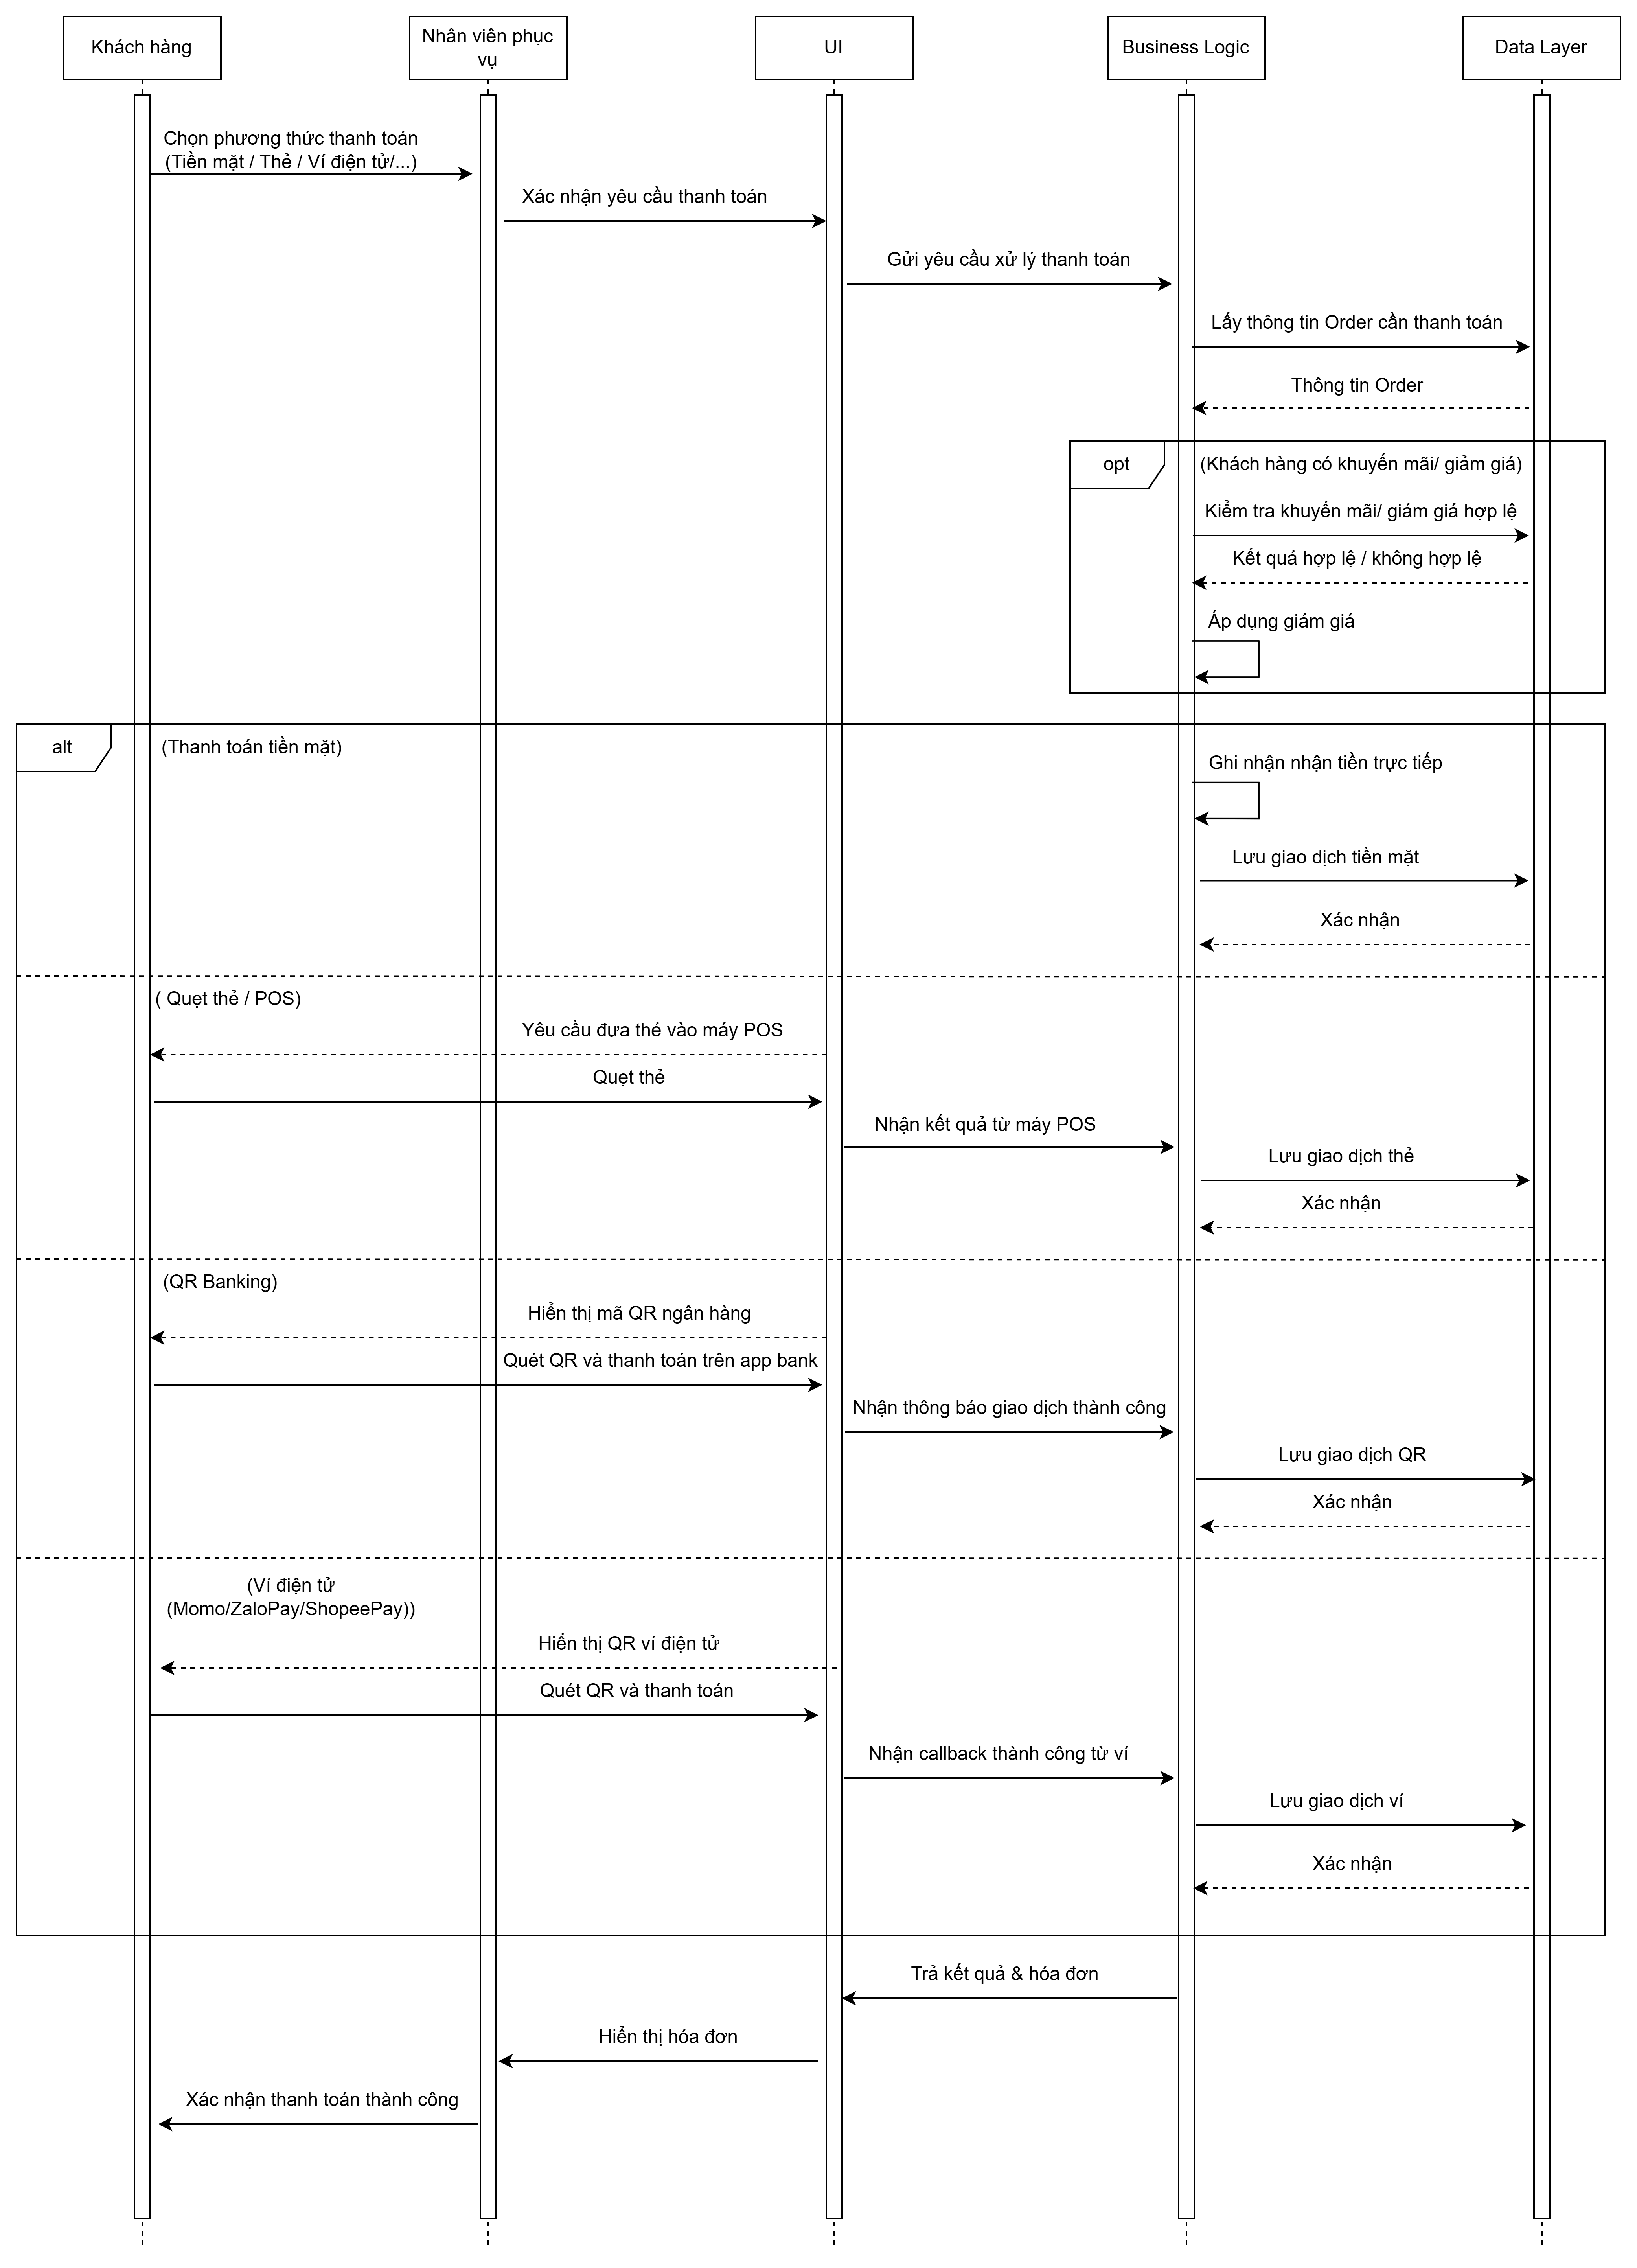 Khách hàng
Nhân viên phục
vụ
UI
Business Logic
Data Layer
Chọn phương thức thanh toán
(Tiền mặt / Thẻ / Ví điện tử/...)
Xác nhận yêu cầu thanh toán
Gửi yêu cầu xử lý thanh toán
Lấy thông tin Order cần thanh toán
Thông tin Order
opt
(Khách hàng có khuyến mãi/ giảm giá)
Kiểm tra khuyến mãi/ giảm giá hợp lệ
Kết quả hợp lệ / không hợp lệ
Áp dụng giảm giá
alt
(Thanh toán tiền mặt)
Ghi nhận nhận tiền trực tiếp
Lưu giao dịch tiền mặt
Xác nhận
( Quẹt thẻ / POS)
Yêu cầu đưa thẻ vào máy POS
Quẹt thẻ
Nhận kết quả từ máy POS
Lưu giao dịch thẻ
Xác nhận
(QR Banking)
Hiển thị mã QR ngân hàng
Quét QR và thanh toán trên app bank
Nhận thông báo giao dịch thành công
Lưu giao dịch QR
Xác nhận
(Ví điện tử
(Momo/ZaloPay/ShopeePay))
Hiển thị QR ví điện tử
Quét QR và thanh toán
Nhận callback thành công từ ví
Lưu giao dịch ví
Xác nhận
Trả kết quả & hóa đơn
Hiển thị hóa đơn
Xác nhận thanh toán thành công